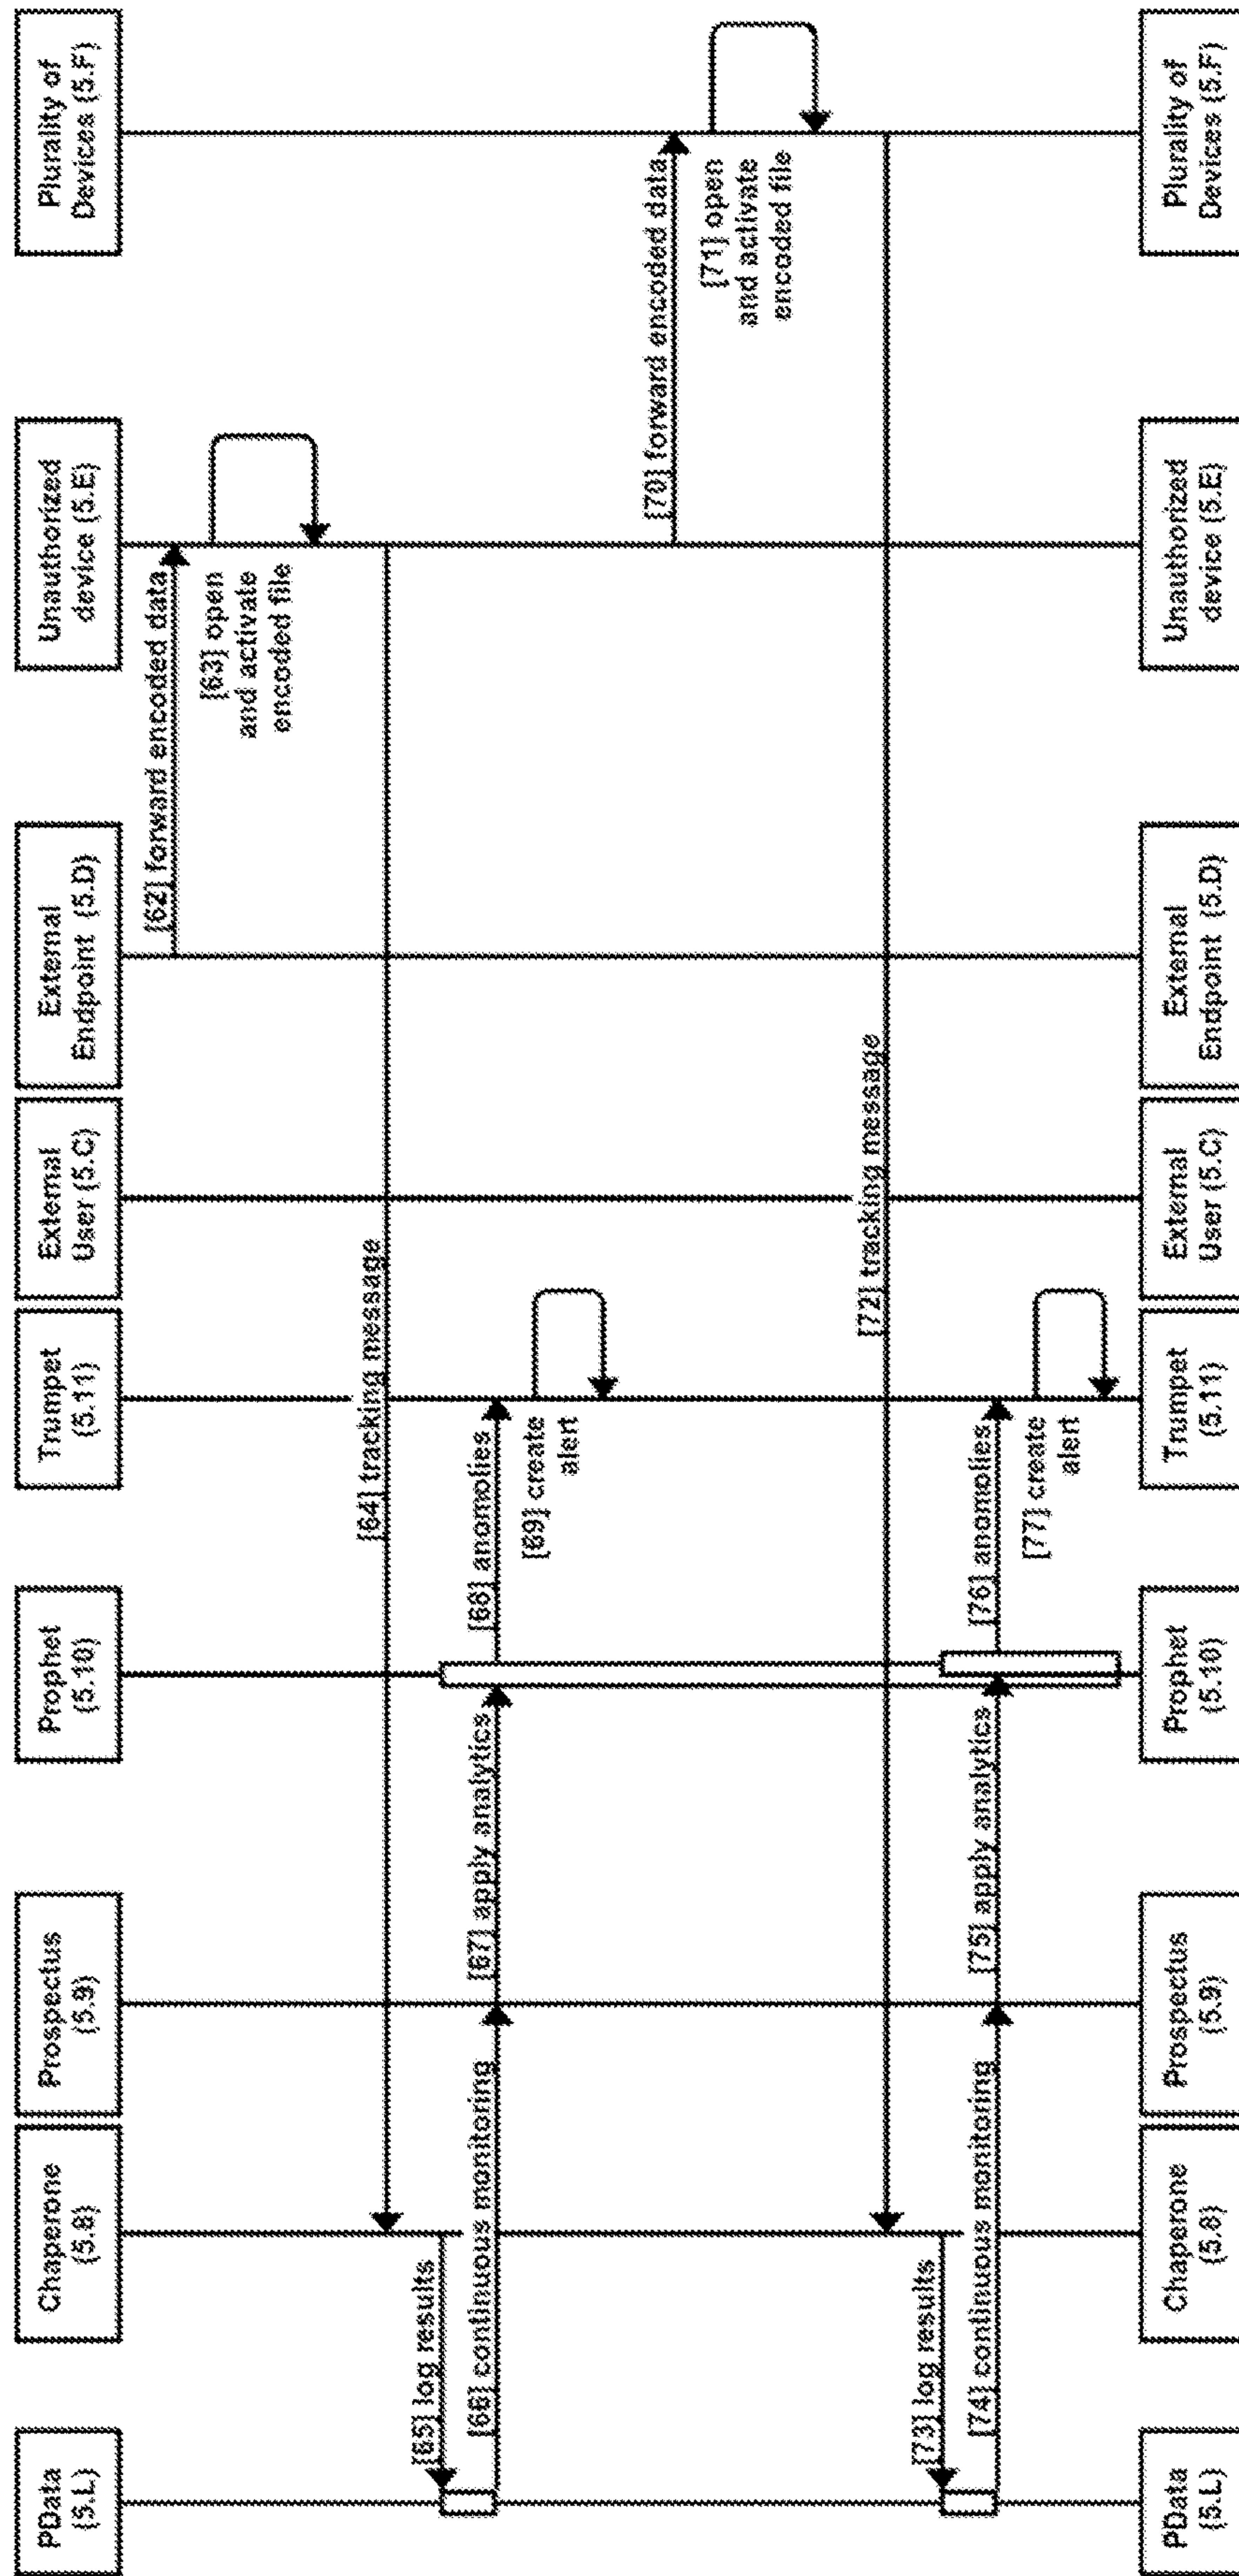 PData
(5.L)
Chaperone
(5.8)
Prospectus
(5.9)
Prophet
(5.10)
Trumpet
(5.11)
External
User (5.C)
External
Endpoint (5.D)
Unauthorized
device (5.E)
Plurality of
Devices (5.F)
[62] forward encoded data
[63] open
and activate
encoded file
[64] tracking message
[65] log results
[66] continuous monitoring
[67] apply analytics
[68] anomolies
[69] create
alert
[70] forward encoded data
[71] open
and activate
encoded file
[72] tracking message
[73] log results
[74] continuous monitoring
[75] apply analytics
[76] anomolies
[77] create
alert
PData
(5.L)
Chaperone
(5.8)
Prospectus
(5.9)
Prophet
(5.10)
Trumpet
(5.11)
External
User (5.C)
External
Endpoint (5.D)
Unauthorized
device (5.E)
Plurality of
Devices (5.F)